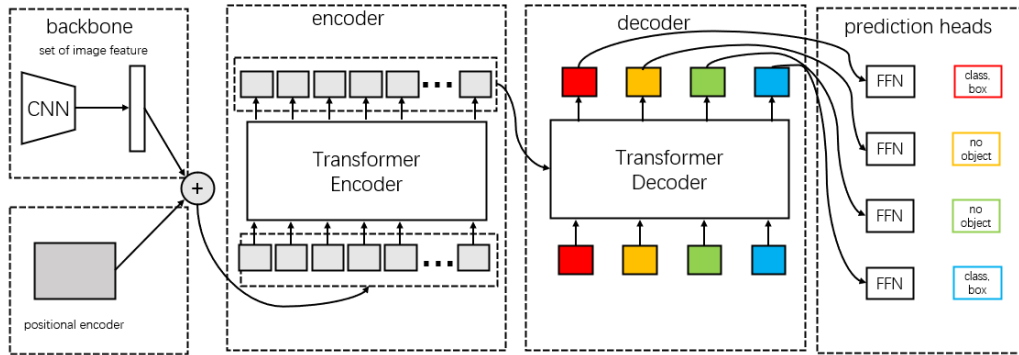 backbone
set of image feature
CNN
+
positional encoder
encoder
...
Transformer
Encoder
...
decoder
Transformer
Decoder
prediction heads
FFN
class,
box
FFN
no
object
FFN
no
object
FFN
class,
box